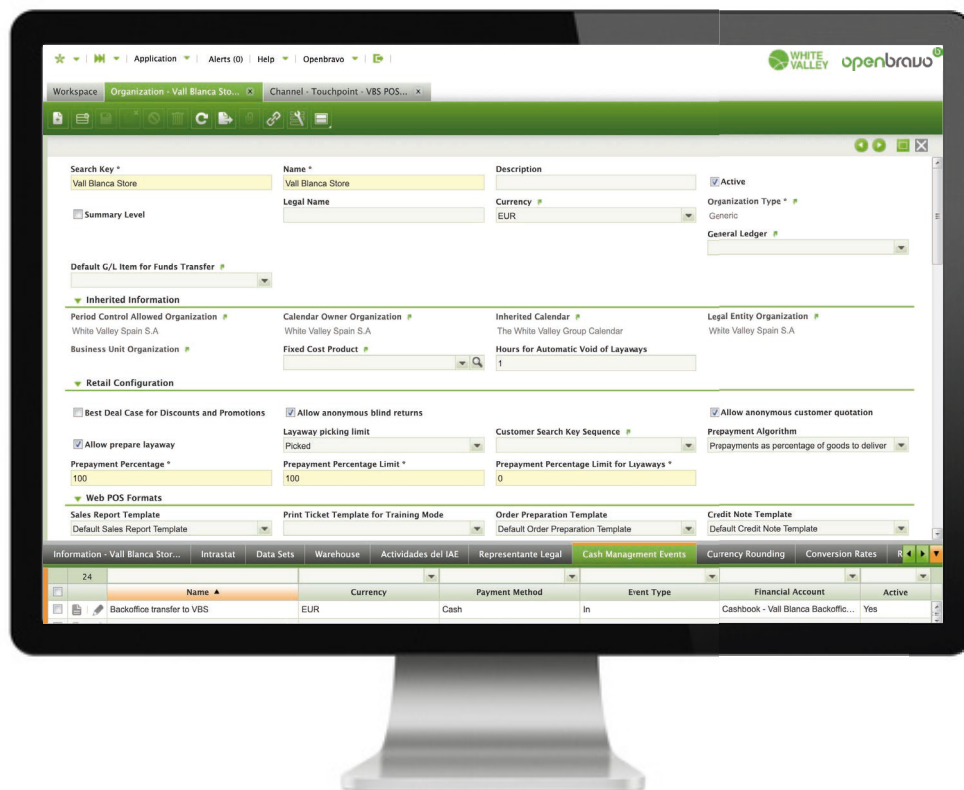 Application Alerts (0) Help Openbravo
WHITE VALLEY openbravo
Workspace Organization - Vall Blanca Sto... Channel - Touchpoint - VBS POS...
Search Key * Name * Description
Vall Blanca Store Vall Blanca Store Active
Legal Name Currency Organization Type *
Summary Level EUR Generic
General Ledger
Default G/L Item for Funds Transfer
Inherited Information
Period Control Allowed Organization Calendar Owner Organization Inherited Calendar Legal Entity Organization
White Valley Spain S.A White Valley Spain S.A The White Valley Group Calendar White Valley Spain S.A
Business Unit Organization Fixed Cost Product Hours for Automatic Void of Layaways
1
Retail Configuration
Best Deal Case for Discounts and Promotions Allow anonymous blind returns Allow anonymous customer quotation
Layaway picking limit Customer Search Key Sequence Prepayment Algorithm
Allow prepare layaway Picked Prepayments as percentage of goods to deliver
Prepayment Percentage * Prepayment Percentage Limit * Prepayment Percentage Limit for Layaways *
100 100 0
Web POS Formats
Sales Report Template Print Ticket Template for Training Mode Order Preparation Template Credit Note Template
Default Sales Report Template Default Order Preparation Template Default Credit Note Template
Information - Vall Blanca Stor... Intrastat Data Sets Warehouse Actividades del IAE Representante Legal Cash Management Events Currency Rounding Conversion Rates R
24
Name Currency Payment Method Event Type Financial Account Active
Backoffice transfer to VBS EUR Cash In Cashbook - Vall Blanca Backoffic... Yes